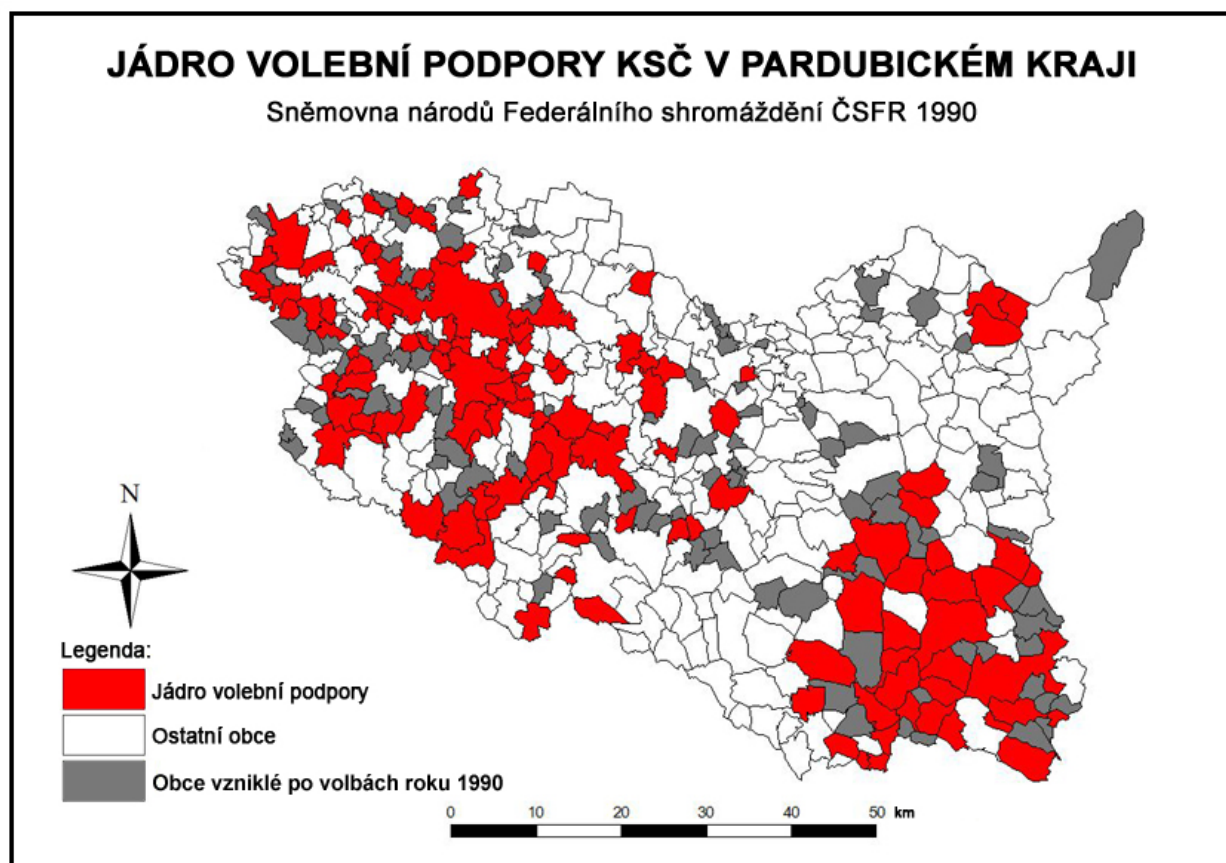 JÁDRO VOLEBNÍ PODPORY KSČ V PARDUBICKÉM KRAJI
Sněmovna národů Federálního shromáždění ČSFR 1990
N
Legenda:
Jádro volební podpory
Ostatní obce
Obce vzniklé po volbách roku 1990
0 10 20 30 40 50 km